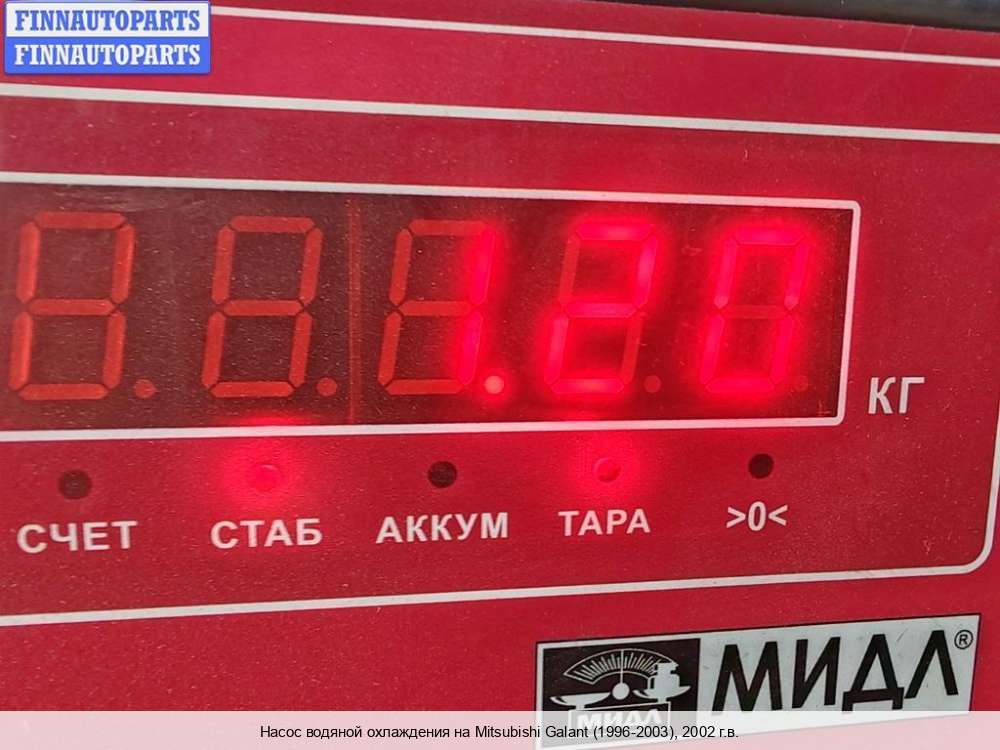 FINNAUTOPARTS
FINNAUTOPARTS
1.20
КГ
СЧЕТ СТАБ АККУМ ТАРА >0<
МИДЛ®
МИДЛ
Насос водяной охлаждения на Mitsubishi Galant (1996-2003), 2002 г.в.